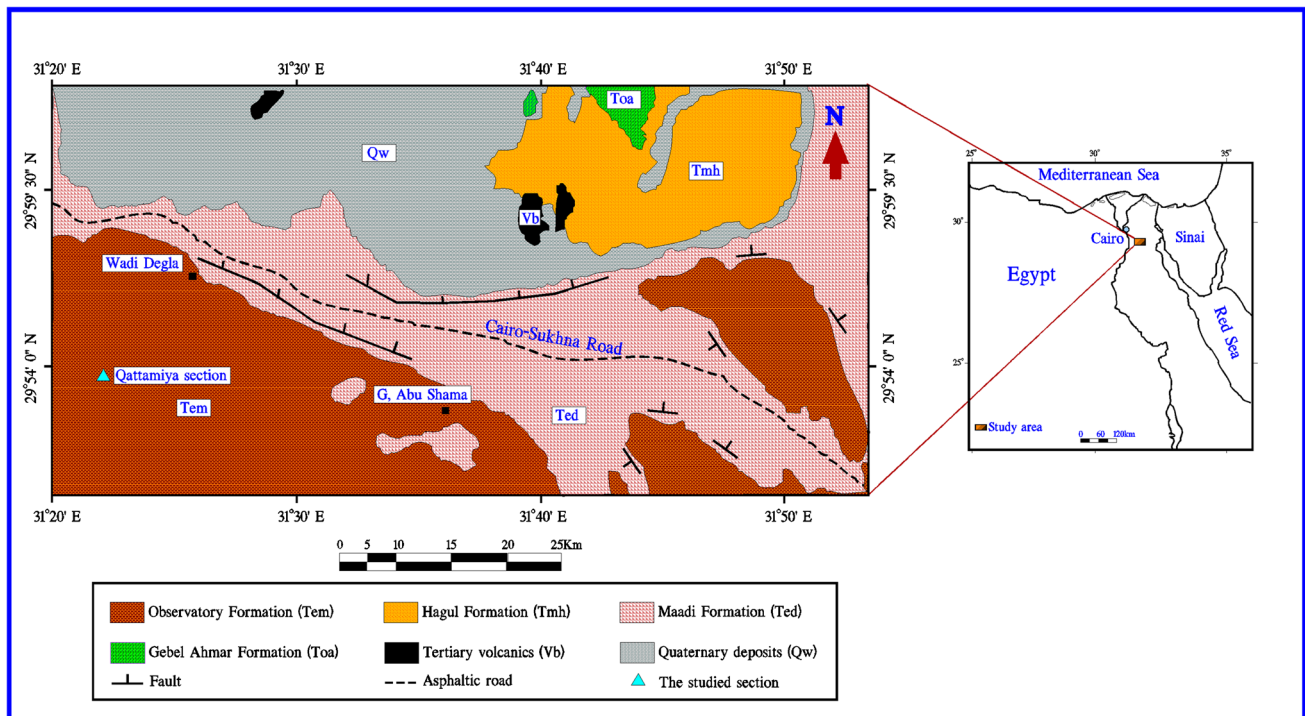 31°20' E
31°30' E
31°40' E
31°50' E
Toa
N
Qw
Tmh
29°59' 30" N
29°59' 30" N
Vb
Wadi Degla
Cairo-Sukhna Road
29°54' 0" N
29°54' 0" N
Qattamiya section
G, Abu Shama
Tem
Ted
31°20' E
31°30' E
31°40' E
31°50' E
0 5 10 15 20 25Km
25°
30°
35°
Mediterranean Sea
30°
Cairo
Sinai
Egypt
Red Sea
25°
Study area
0 60 120km
Observatory Formation (Tem)
Hagul Formation (Tmh)
Maadi Formation (Ted)
Gebel Ahmar Formation (Toa)
Tertiary volcanics (Vb)
Quaternary deposits (Qw)
Fault
Asphaltic road
The studied section